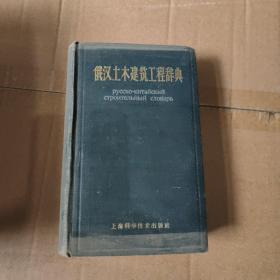 俄汉土木建筑工程辞典
русско-китайский
строительный словарь
上海科学技术出版社